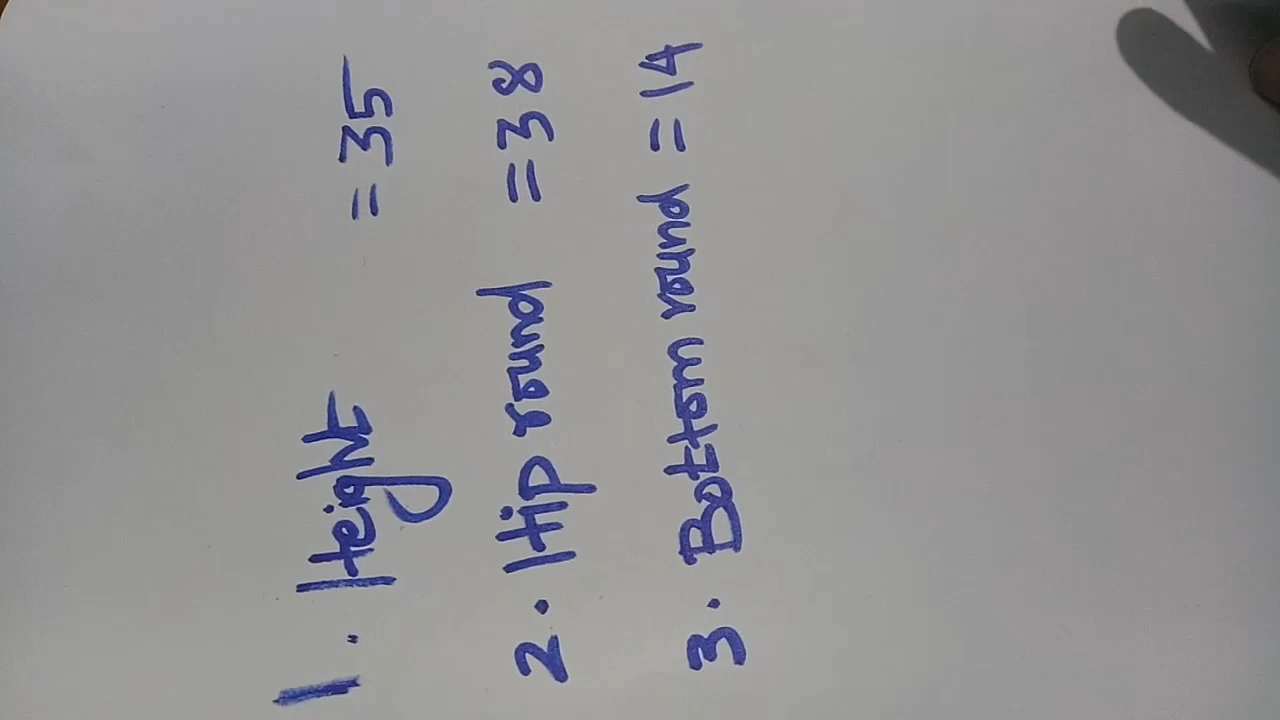 1. Height = 35
2. Hip round = 38
3. Bottom round = 14